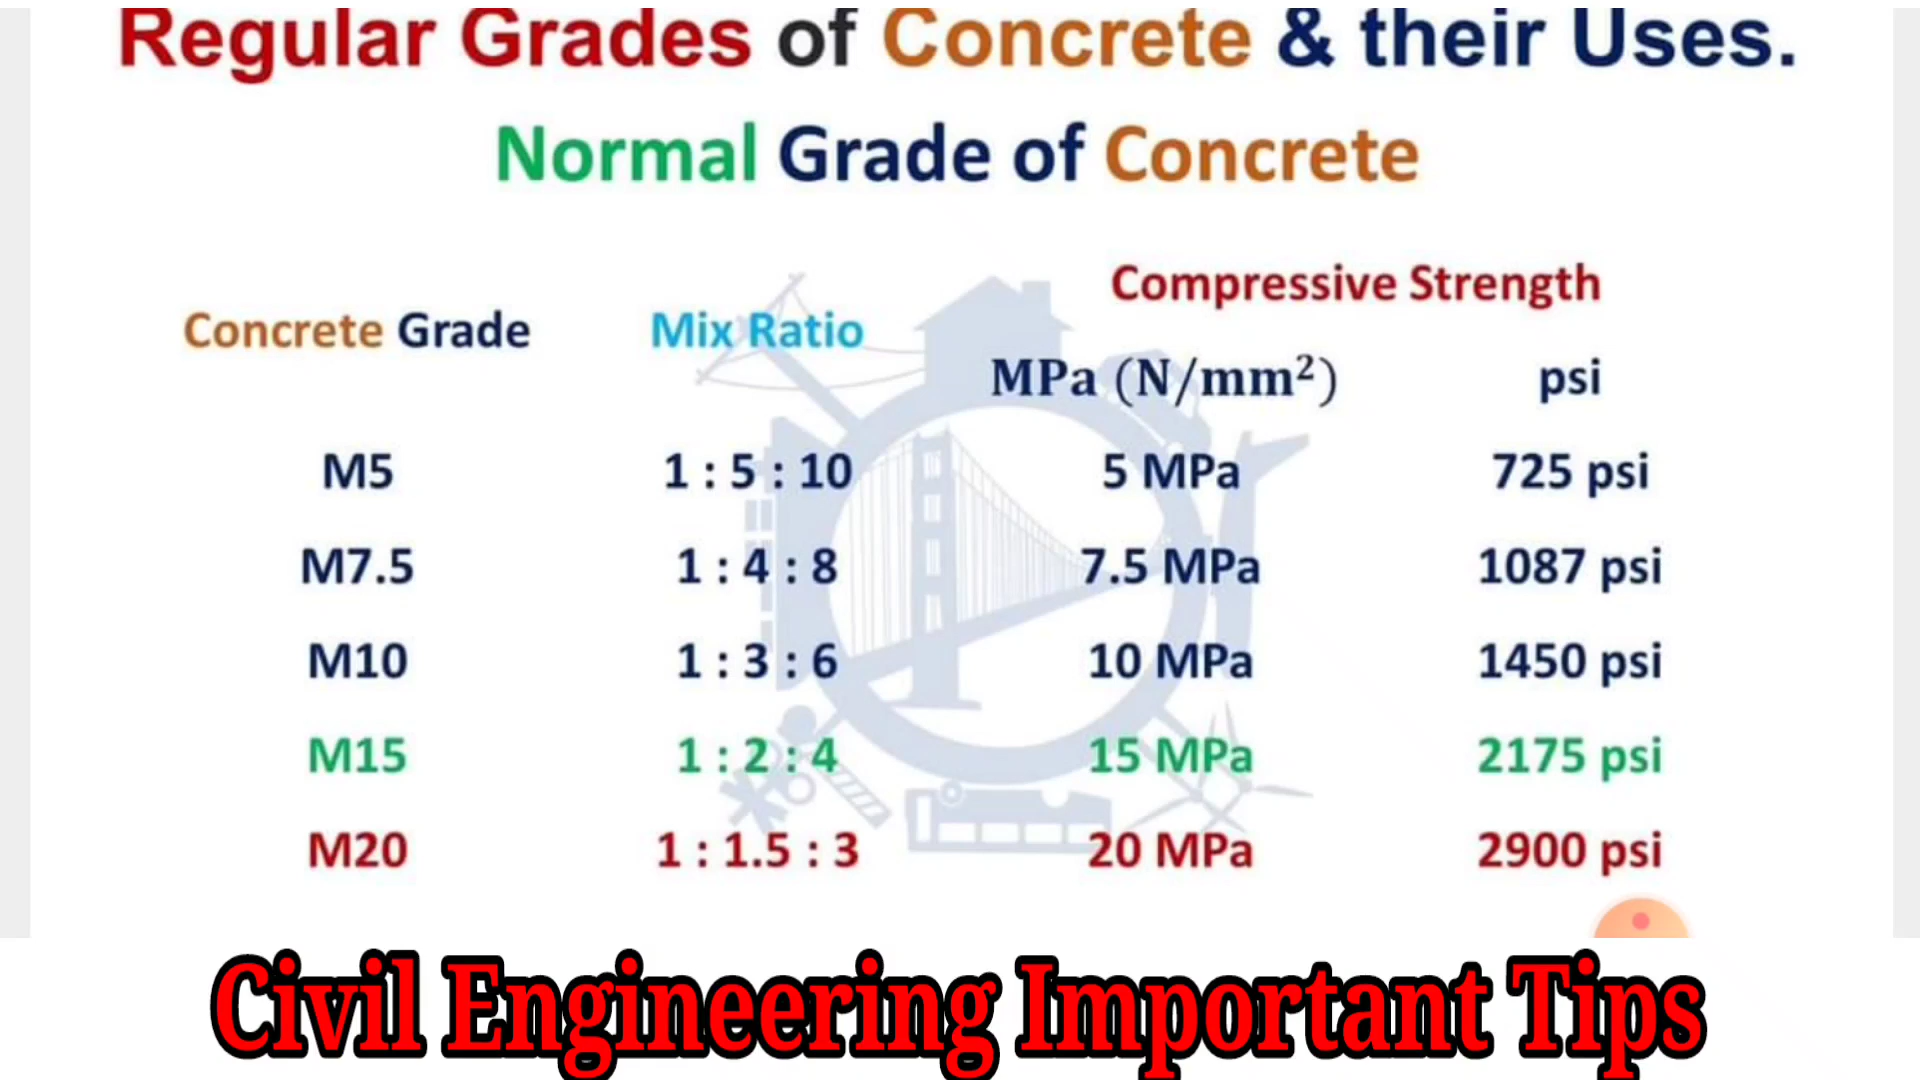 Regular Grades of Concrete & their Uses.
Normal Grade of Concrete
Compressive Strength
Concrete Grade Mix Ratio
MPa (N/mm²) psi
M5 1 : 5 : 10 5 MPa 725 psi
M7.5 1 : 4 : 8 7.5 MPa 1087 psi
M10 1 : 3 : 6 10 MPa 1450 psi
M15 1 : 2 : 4 15 MPa 2175 psi
M20 1 : 1.5 : 3 20 MPa 2900 psi
Civil Engineering Important Tips